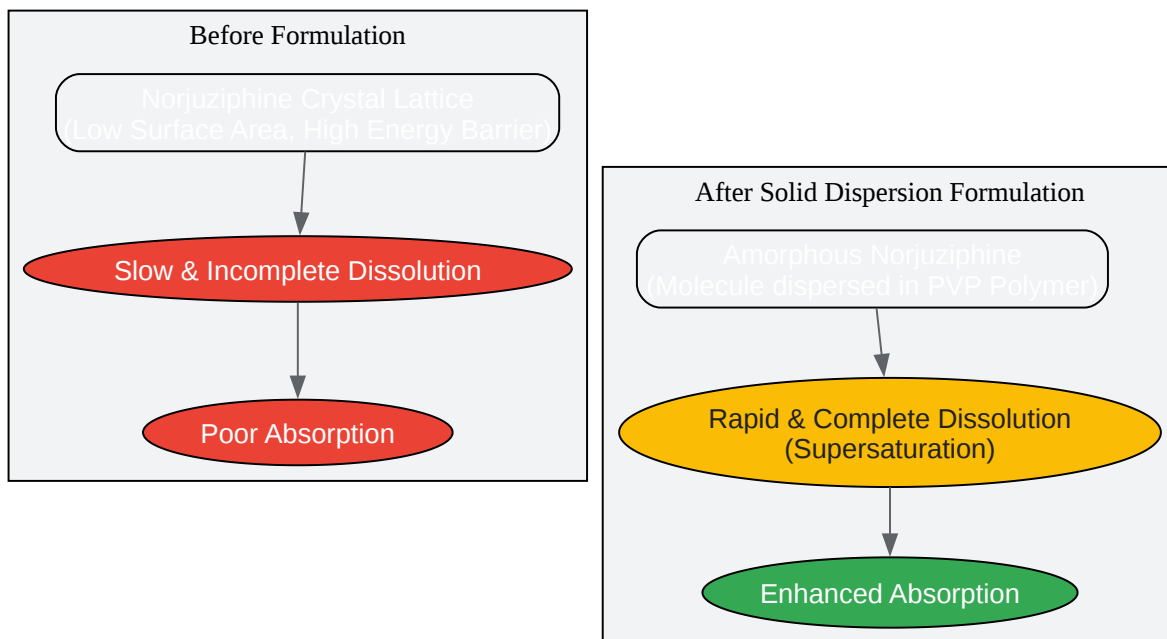 Before Formulation
Norjuziphine Crystal Lattice
(Low Surface Area, High Energy Barrier)
Slow & Incomplete Dissolution
Poor Absorption
After Solid Dispersion Formulation
Amorphous Norjuziphine
(Molecule dispersed in PVP Polymer)
Rapid & Complete Dissolution
(Supersaturation)
Enhanced Absorption